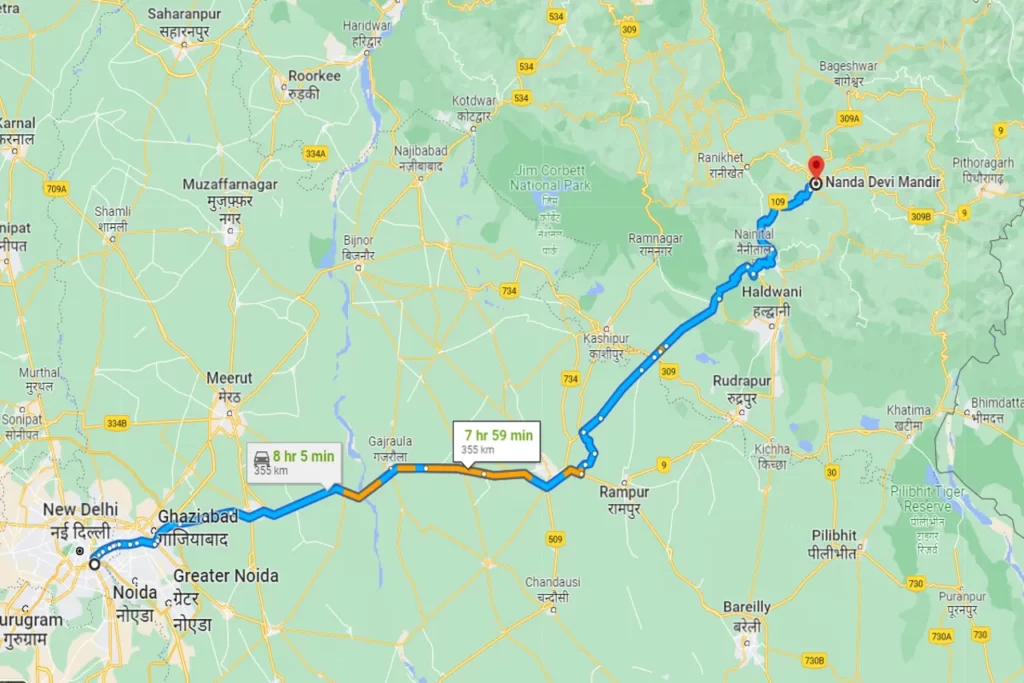 etra
Saharanpur
सहारनपुर
Haridwar
हरिद्वार
534
309
Roorkee
रुड़की
534
Bageshwar
बागेश्वर
Kotdwar
कोटद्वार
534
309A
Karnal
करनाल
334A
Najibabad
नज़ीबाबाद
Jim Corbett
National Park
जिम
कॉर्बेट
नेशनल
पार्क
Ranikhet
रानीखेत
9
Pithoragarh
पिथौरागढ़
709A
Muzaffarnagar
मुज़फ़्फ़र
नगर
Nanda Devi Mandir
109
309B
9
Shamli
शामली
nipat
नीपत
Bijnor
बिजनौर
Ramnagar
रामनगर
Nainital
नैनीताल
734
Haldwani
हल्द्वानी
Kashipur
काशीपुर
Murthal
मुरथल
Meerut
मेरठ
734
309
Rudrapur
रुद्रपुर
Sonipat
सोनीपत
334B
Khatima
खटीमा
Bhimdatta
भीमदत्त
Gajraula
गजरौला
7 hr 59 min
355 km
8 hr 5 min
355 km
Kichha
किच्छा
9
30
Rampur
रामपुर
Pilibhit Tiger
Reserve
पीलीभीत
टाइगर
रिजर्व
New Delhi
नई दिल्ली
Ghaziabad
गाजियाबाद
509
Pilibhit
पीलीभीत
Noida
नोएडा
Greater Noida
ग्रेटर
नोएडा
Chandausi
चन्दौसी
730
Puranpur
पूरनपुर
urugram
गुरुग्राम
Bareilly
बरेली
730A
730
730B